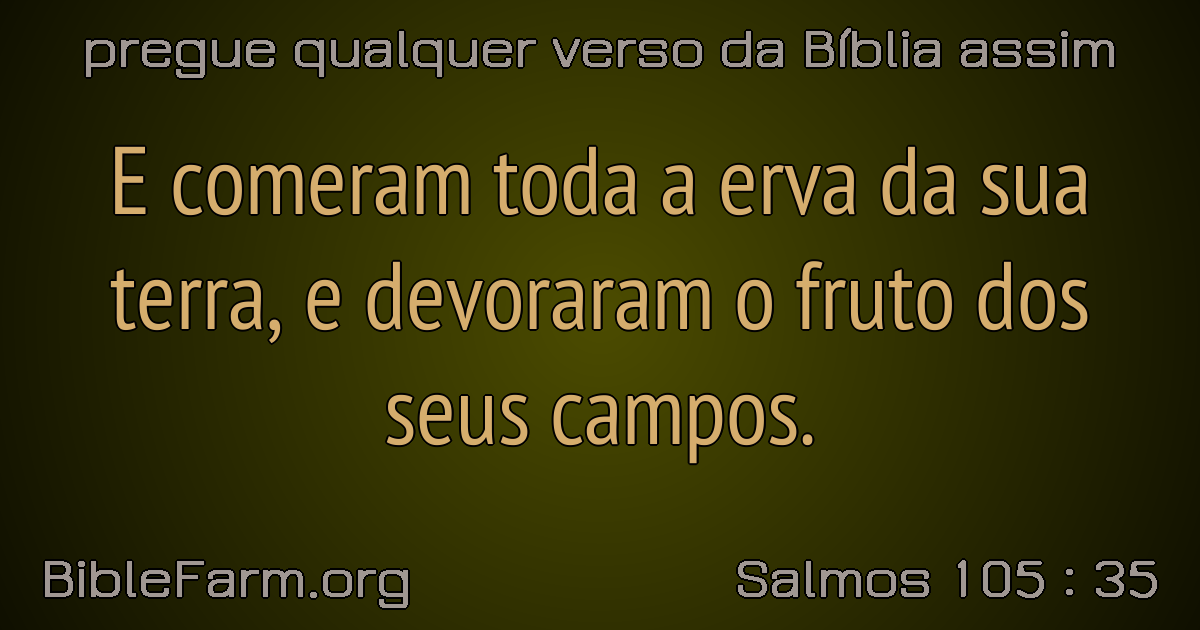 pregue qualquer verso da Bíblia assim
E comeram toda a erva da sua
terra, e devoraram o fruto dos
seus campos.
BibleFarm.org
Salmos 105 : 35